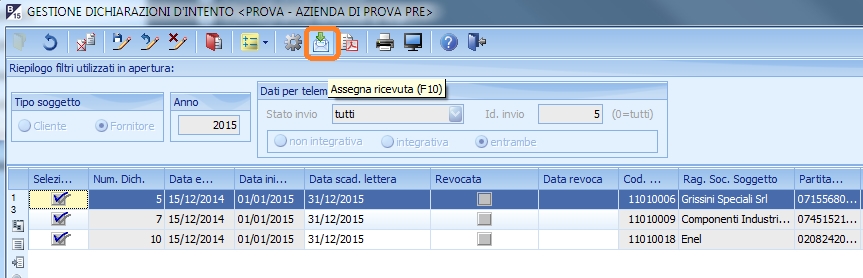 B 15 GESTIONE DICHIARAZIONI D'INTENTO <PROVA - AZIENDA DI PROVA PRE>
Riepilogo filtri utilizzati in apertura:
Assegna ricevuta (F10)
Tipo soggetto Anno Dati per telem
Cliente Fornitore 2015 Stato invio tutti Id. invio 5 (0=tutti)
non integrativa integrativa entrambe
Selezi... Num. Dich. Data e... Data ini... Data scad. lettera Revocata Data revoca Cod. ... Rag. Soc. Soggetto Partita...
1 5 15/12/2014 01/01/2015 31/12/2015 11010006 Grissini Speciali Srl 07155680...
3 7 15/12/2014 01/01/2015 31/12/2015 11010009 Componenti Industri... 07451521...
10 15/12/2014 01/01/2015 31/12/2015 11010018 Enel 02082420...